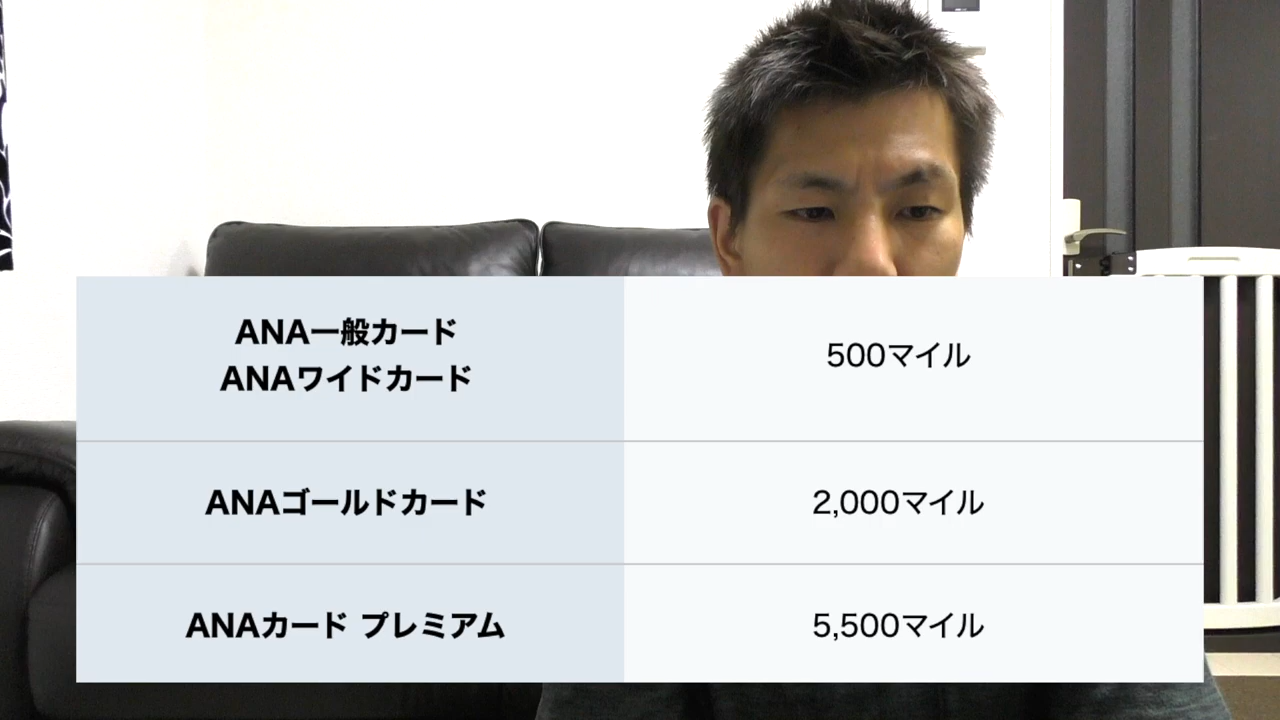 ANA一般カード
ANAワイドカード
500マイル
ANAゴールドカード
2,000マイル
ANAカード プレミアム
5,500マイル